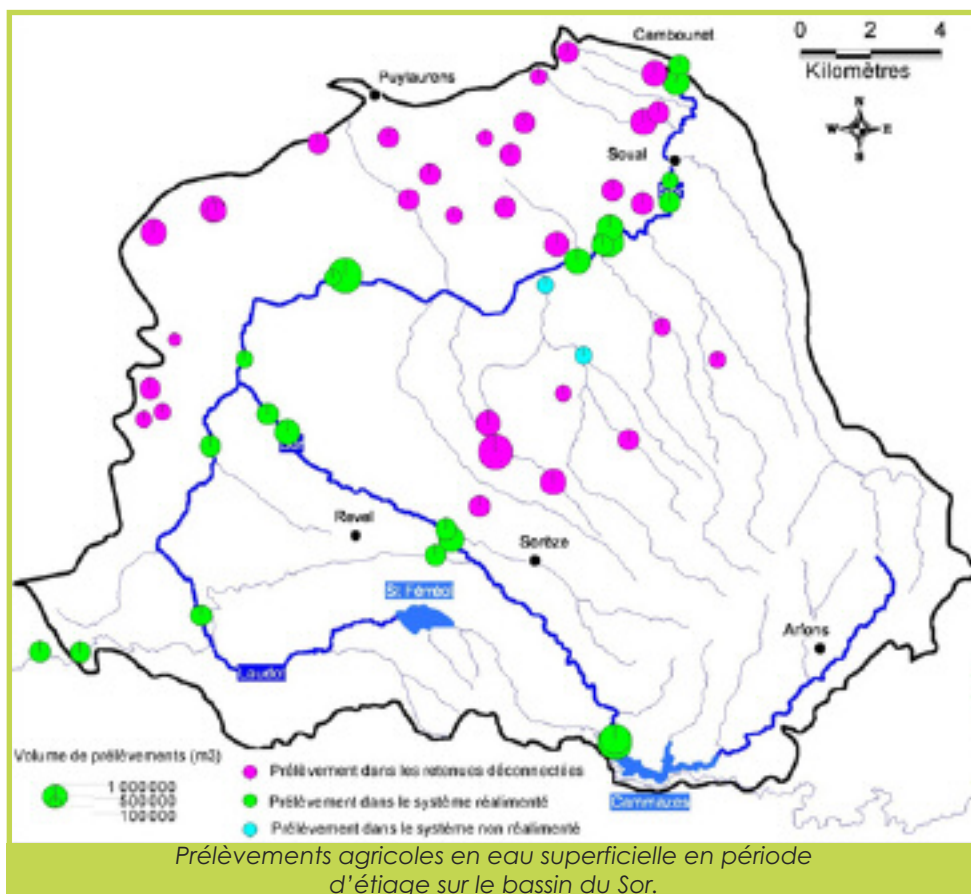 0 2 4
Kilomètres
N
W E
S
Cambounet
Puylaurens
Soual
Sor
Revel
Sorèze
St. Férréol
Arfons
Laudot
Cammazes
Volume de prélèvements (m3)
1 000 000
500 000
100 000
Prélèvement dans les retenues déconnectées
Prélèvement dans le système réalimenté
Prélèvement dans le système non réalimenté
Prélèvements agricoles en eau superficielle en période
d'étiage sur le bassin du Sor.